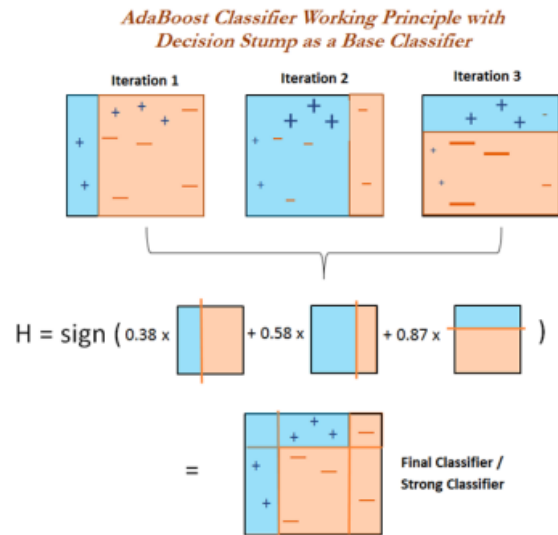 AdaBoost Classifier Working Principle with
Decision Stump as a Base Classifier
Iteration 1
Iteration 2
Iteration 3
H = sign ( 0.38 x + 0.58 x + 0.87 x )
=
Final Classifier /
Strong Classifier